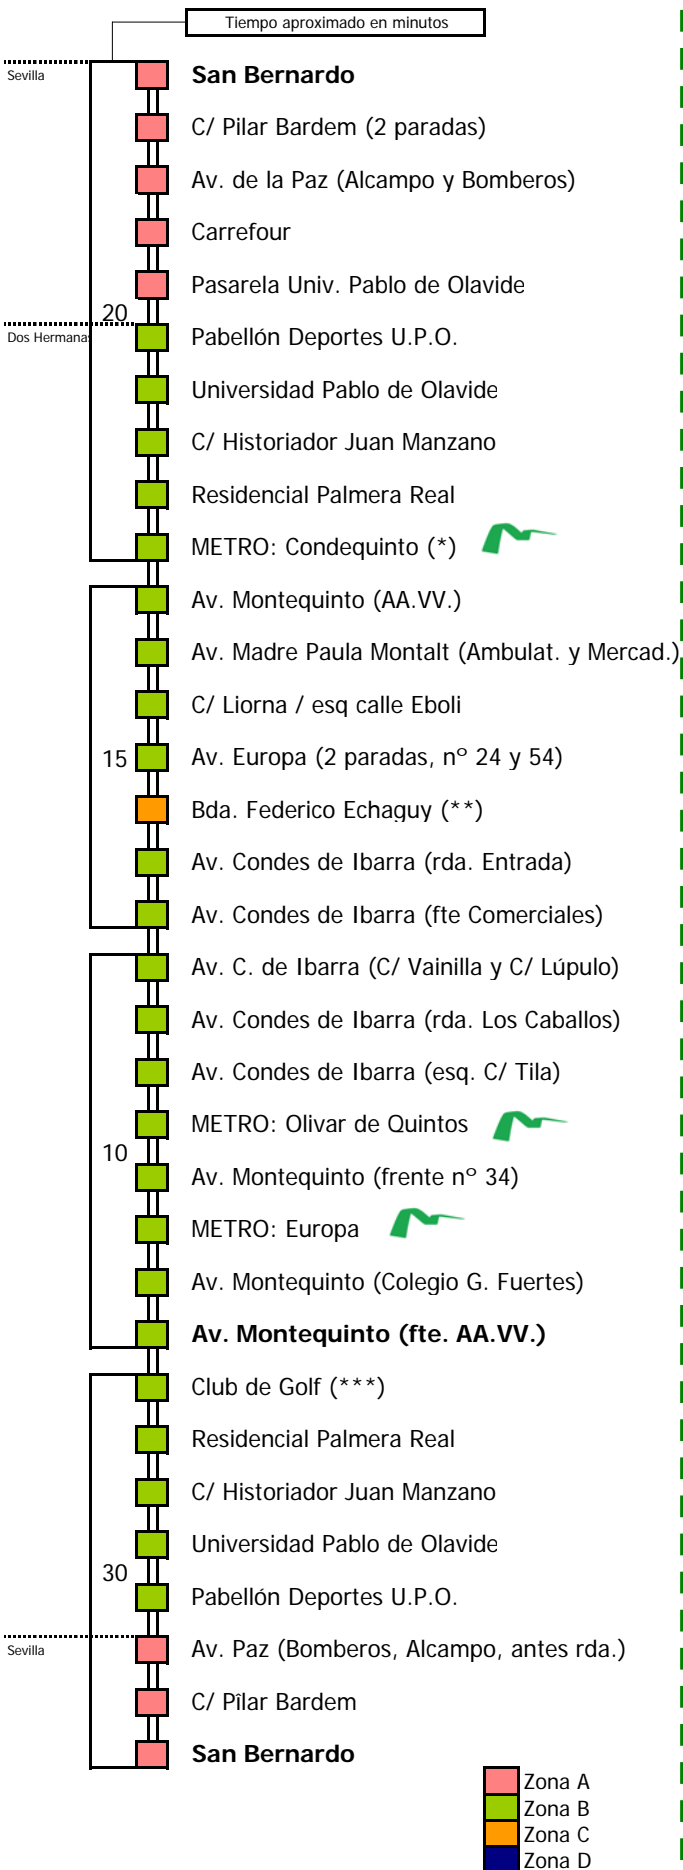 Tiempo aproximado en minutos
Sevilla
San Bernardo
C/ Pilar Bardem (2 paradas)
Av. de la Paz (Alcampo y Bomberos)
Carrefour
Pasarela Univ. Pablo de Olavide
20
Dos Hermanas
Pabellón Deportes U.P.O.
Universidad Pablo de Olavide
C/ Historiador Juan Manzano
Residencial Palmera Real
METRO: Condequinto (*)
Av. Montequinto (AA.VV.)
Av. Madre Paula Montalt (Ambulat. y Mercad.)
C/ Liorna / esq calle Eboli
15
Av. Europa (2 paradas, nº 24 y 54)
Bda. Federico Echaguy (**)
Av. Condes de Ibarra (rda. Entrada)
Av. Condes de Ibarra (fte Comerciales)
Av. C. de Ibarra (C/ Vainilla y C/ Lúpulo)
Av. Condes de Ibarra (rda. Los Caballos)
Av. Condes de Ibarra (esq. C/ Tila)
METRO: Olivar de Quintos
10
Av. Montequinto (frente nº 34)
METRO: Europa
Av. Montequinto (Colegio G. Fuertes)
Av. Montequinto (fte. AA.VV.)
Club de Golf (***)
Residencial Palmera Real
C/ Historiador Juan Manzano
Universidad Pablo de Olavide
30
Pabellón Deportes U.P.O.
Sevilla
Av. Paz (Bomberos, Alcampo, antes rda.)
C/ Pîlar Bardem
San Bernardo
Zona A
Zona B
Zona C
Zona D